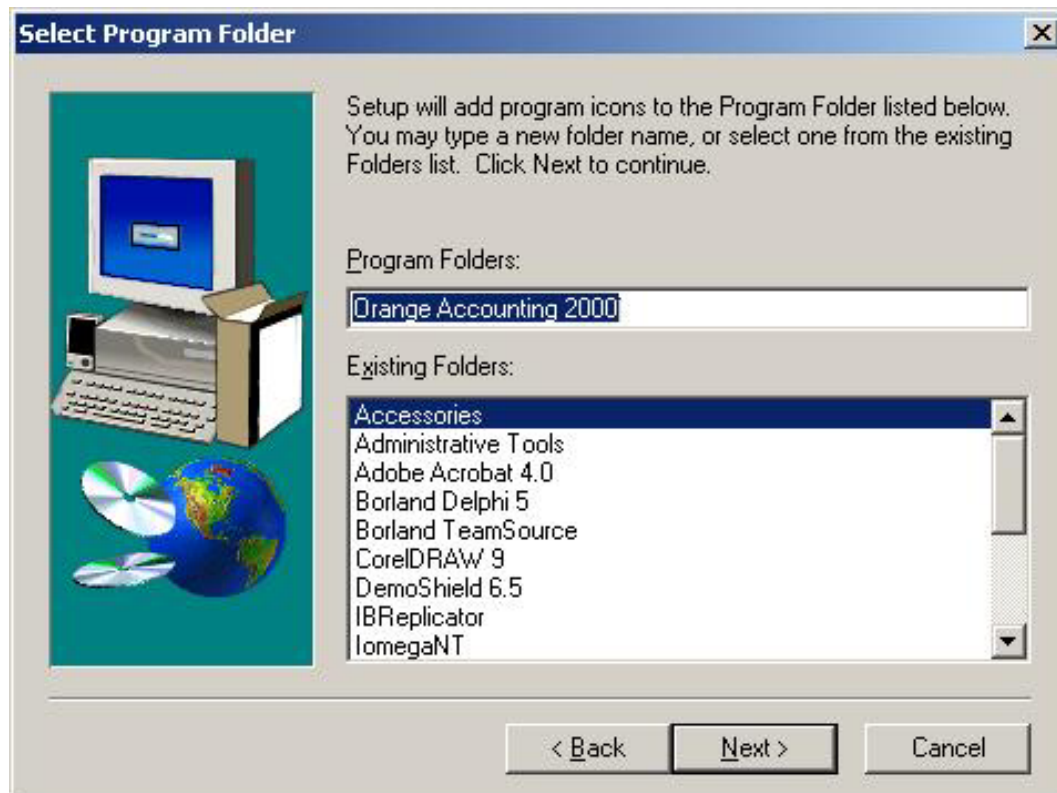 Select Program Folder
Setup will add program icons to the Program Folder listed below.
You may type a new folder name, or select one from the existing
Folders list.  Click Next to continue.
Program Folders:
Orange Accounting 2000
Existing Folders:
Accessories
Administrative Tools
Adobe Acrobat 4.0
Borland Delphi 5
Borland TeamSource
CorelDRAW 9
DemoShield 6.5
IBReplicator
IomegaNT
< Back
Next >
Cancel